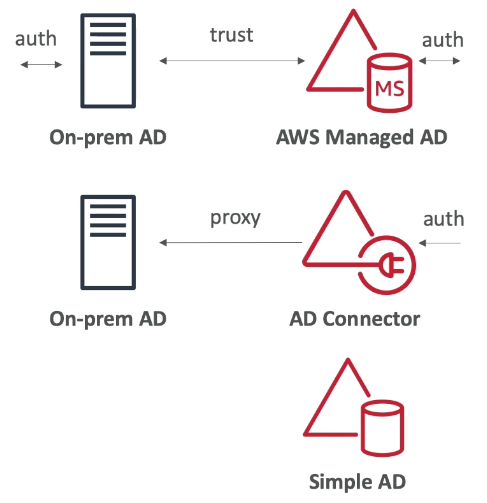 auth trust auth
MS
On-prem AD AWS Managed AD
proxy auth
On-prem AD AD Connector
Simple AD